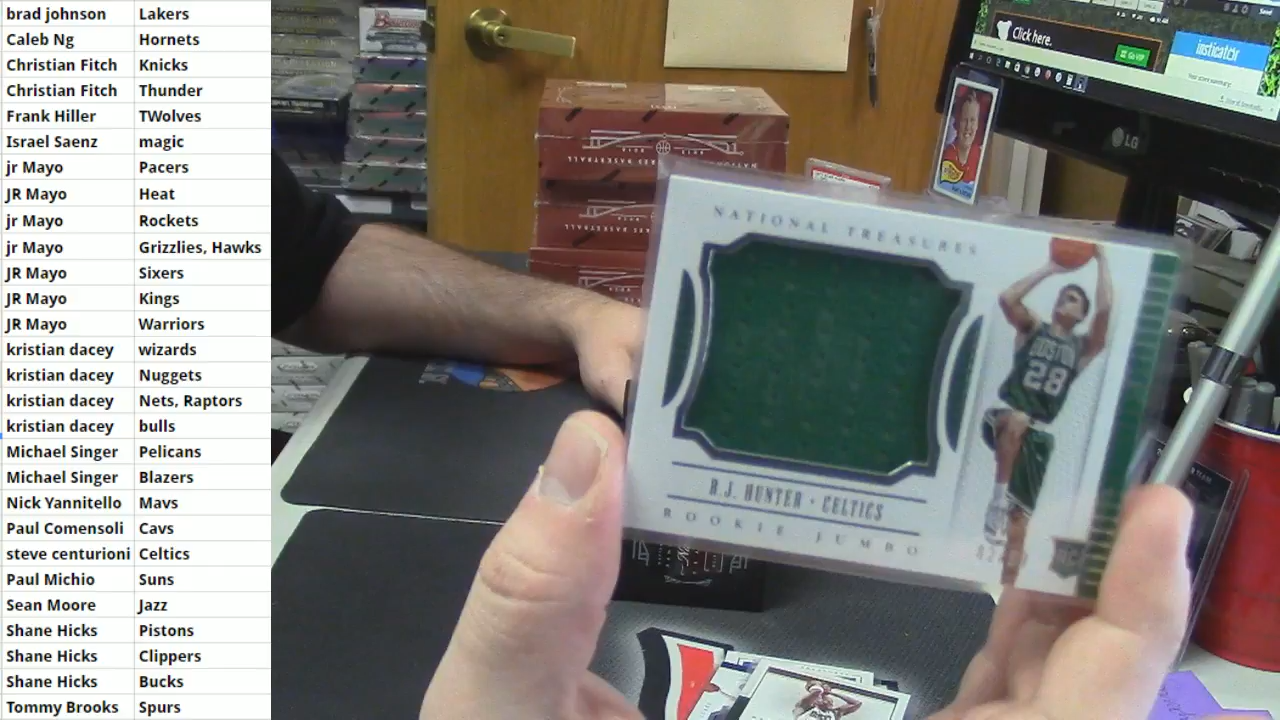 brad johnson Lakers
Caleb Ng Hornets
Christian Fitch Knicks
Christian Fitch Thunder
Frank Hiller TWolves
Israel Saenz magic
jr Mayo Pacers
JR Mayo Heat
jr Mayo Rockets
jr Mayo Grizzlies, Hawks
JR Mayo Sixers
JR Mayo Kings
JR Mayo Warriors
kristian dacey wizards
kristian dacey Nuggets
kristian dacey Nets, Raptors
kristian dacey bulls
Michael Singer Pelicans
Michael Singer Blazers
Nick Yannitello Mavs
Paul Comensoli Cavs
steve centurioni Celtics
Paul Michio Suns
Sean Moore Jazz
Shane Hicks Pistons
Shane Hicks Clippers
Shane Hicks Bucks
Tommy Brooks Spurs
Click here.
Go VIP
insticator
LG
NATIONAL TREASURES
BOSTON
28
R.J. HUNTER • CELTICS
ROOKIE JUMBO